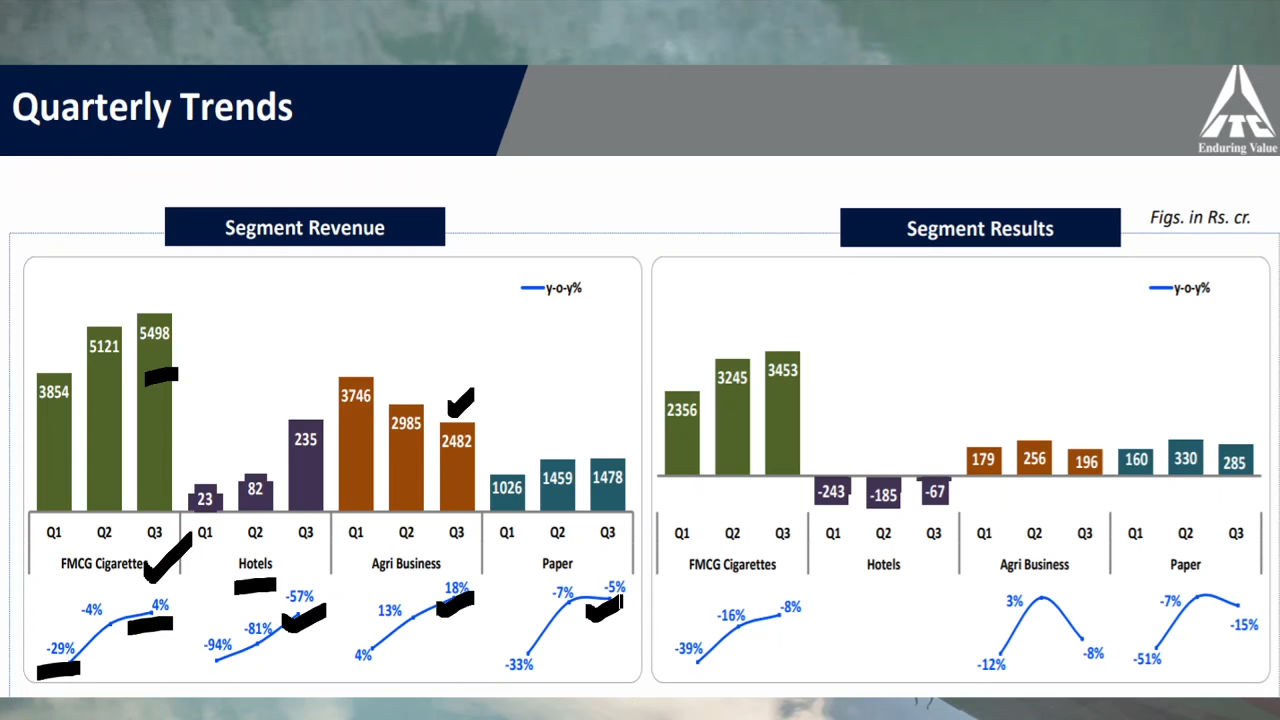 Quarterly Trends
ITC
Enduring Value
Segment Revenue
Segment Results
Figs. in Rs. cr.
y-o-y%
3854
5121
5498
23
82
235
3746
2985
2482
1026
1459
1478
Q1 Q2 Q3 Q1 Q2 Q3 Q1 Q2 Q3 Q1 Q2 Q3
FMCG Cigarettes Hotels Agri Business Paper
-29% -4% 4%
-94% -81% -57%
4% 13% 18%
-33% -7% -5%
y-o-y%
2356
3245
3453
-243
-185
-67
179
256
196
160
330
285
Q1 Q2 Q3 Q1 Q2 Q3 Q1 Q2 Q3 Q1 Q2 Q3
FMCG Cigarettes Hotels Agri Business Paper
-39% -16% -8%
-12% 3% -8%
-51% -7% -15%